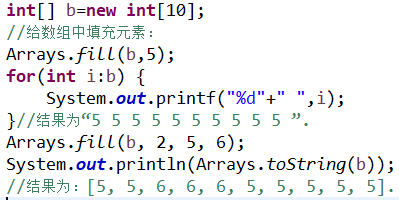 int[] b=new int[10];
//给数组中填充元素：
Arrays.fill(b,5);
for(int i:b) {
    System.out.printf("%d"+" ",i);
}//结果为“5 5 5 5 5 5 5 5 5 5 ”.
Arrays.fill(b, 2, 5, 6);
System.out.println(Arrays.toString(b));
//结果为：[5, 5, 6, 6, 6, 5, 5, 5, 5, 5].